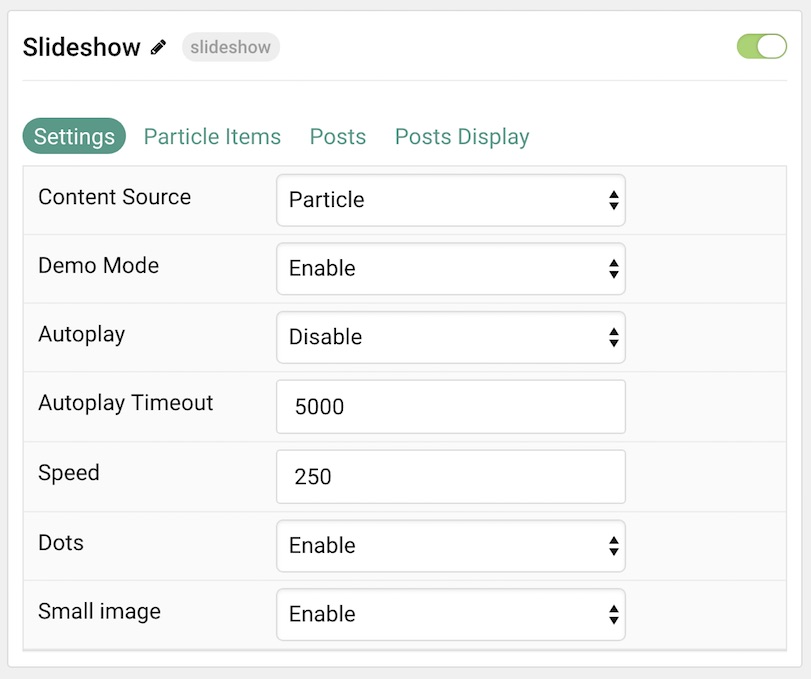 Slideshow slideshow
Settings Particle Items Posts Posts Display
Content Source Particle
Demo Mode Enable
Autoplay Disable
Autoplay Timeout 5000
Speed 250
Dots Enable
Small image Enable